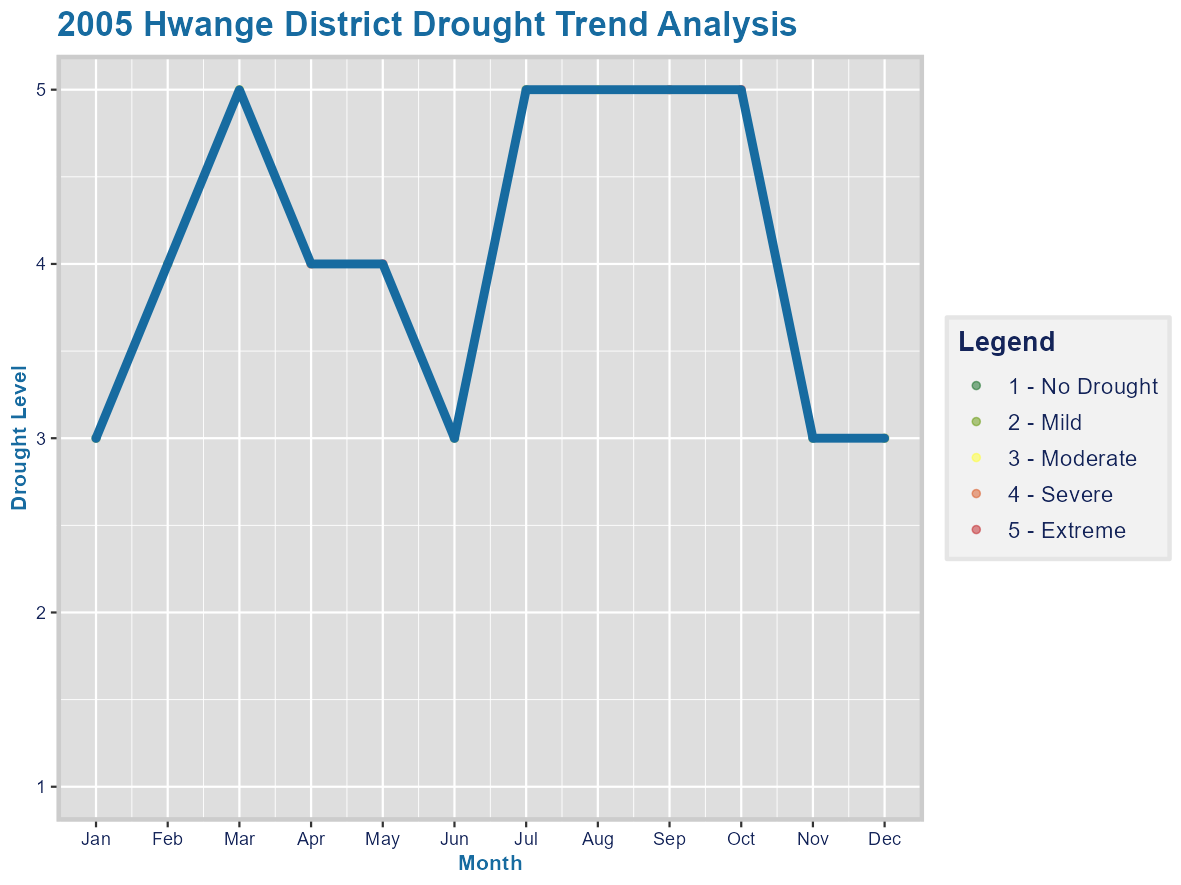 2005 Hwange District Drought Trend Analysis
Drought Level
5
4
3
2
1
Jan Feb Mar Apr May Jun Jul Aug Sep Oct Nov Dec
Month
Legend
1 - No Drought
2 - Mild
3 - Moderate
4 - Severe
5 - Extreme